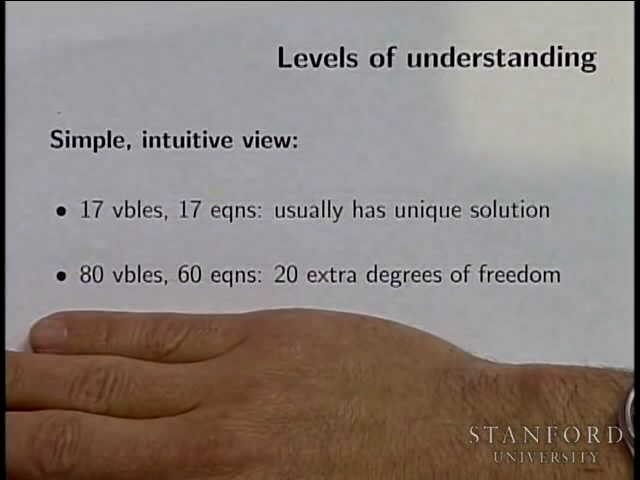 Levels of understanding
Simple, intuitive view:
• 17 vbles, 17 eqns: usually has unique solution
• 80 vbles, 60 eqns: 20 extra degrees of freedom
STANFORD
UNIVERSITY